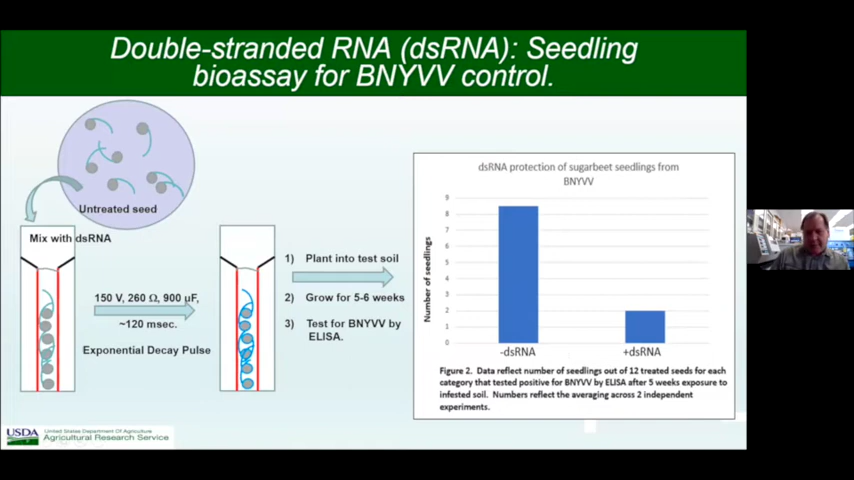 Double-stranded RNA (dsRNA): Seedling
bioassay for BNYVV control.
Untreated seed
Mix with dsRNA
150 V, 260 Ω, 900 µF,
~120 msec.
Exponential Decay Pulse
1) Plant into test soil
2) Grow for 5-6 weeks
3) Test for BNYVV by
ELISA.
dsRNA protection of sugarbeet seedlings from
BNYVV
Number of seedlings
9
8
7
6
5
4
3
2
1
0
-dsRNA
+dsRNA
Figure 2. Data reflect number of seedlings out of 12 treated seeds for each
category that tested positive for BNYVV by ELISA after 5 weeks exposure to
infested soil. Numbers reflect the averaging across 2 independent
experiments.
USDA
United States Department Of Agriculture
Agricultural Research Service